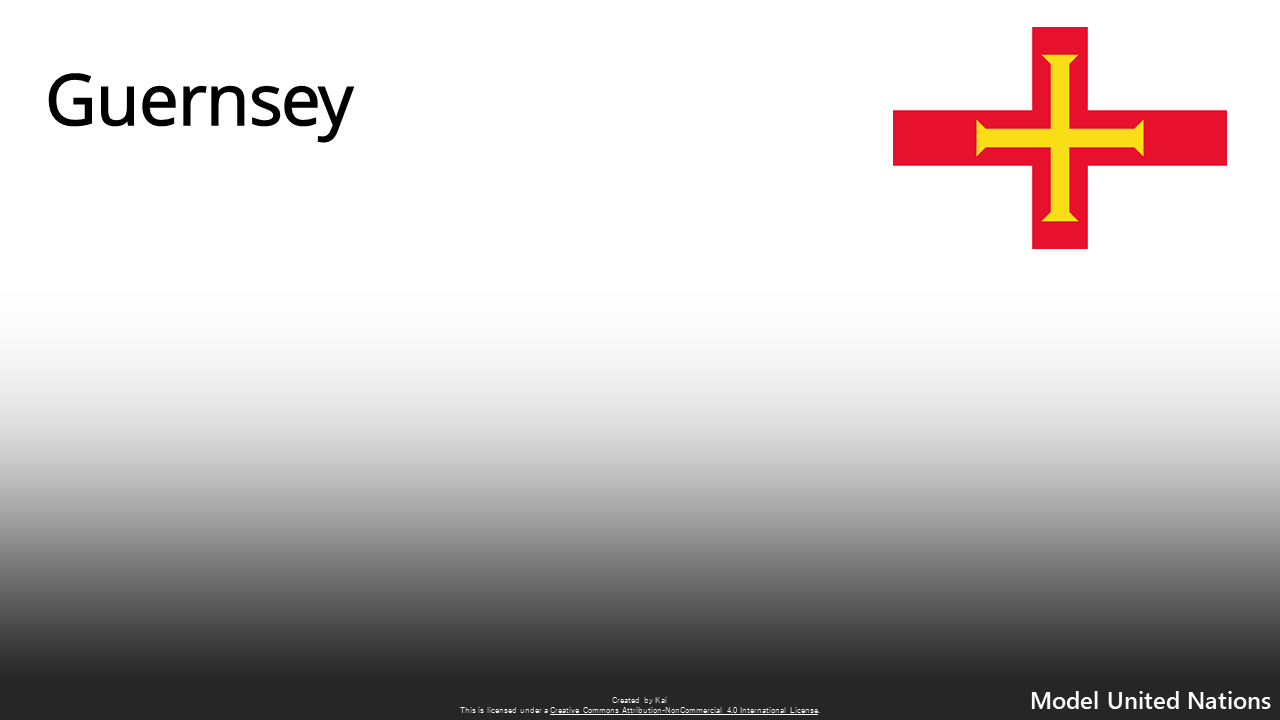 Guernsey
Created by Kai
This is licensed under a Creative Commons Attribution-NonCommercial 4.0 International License.
Model United Nations